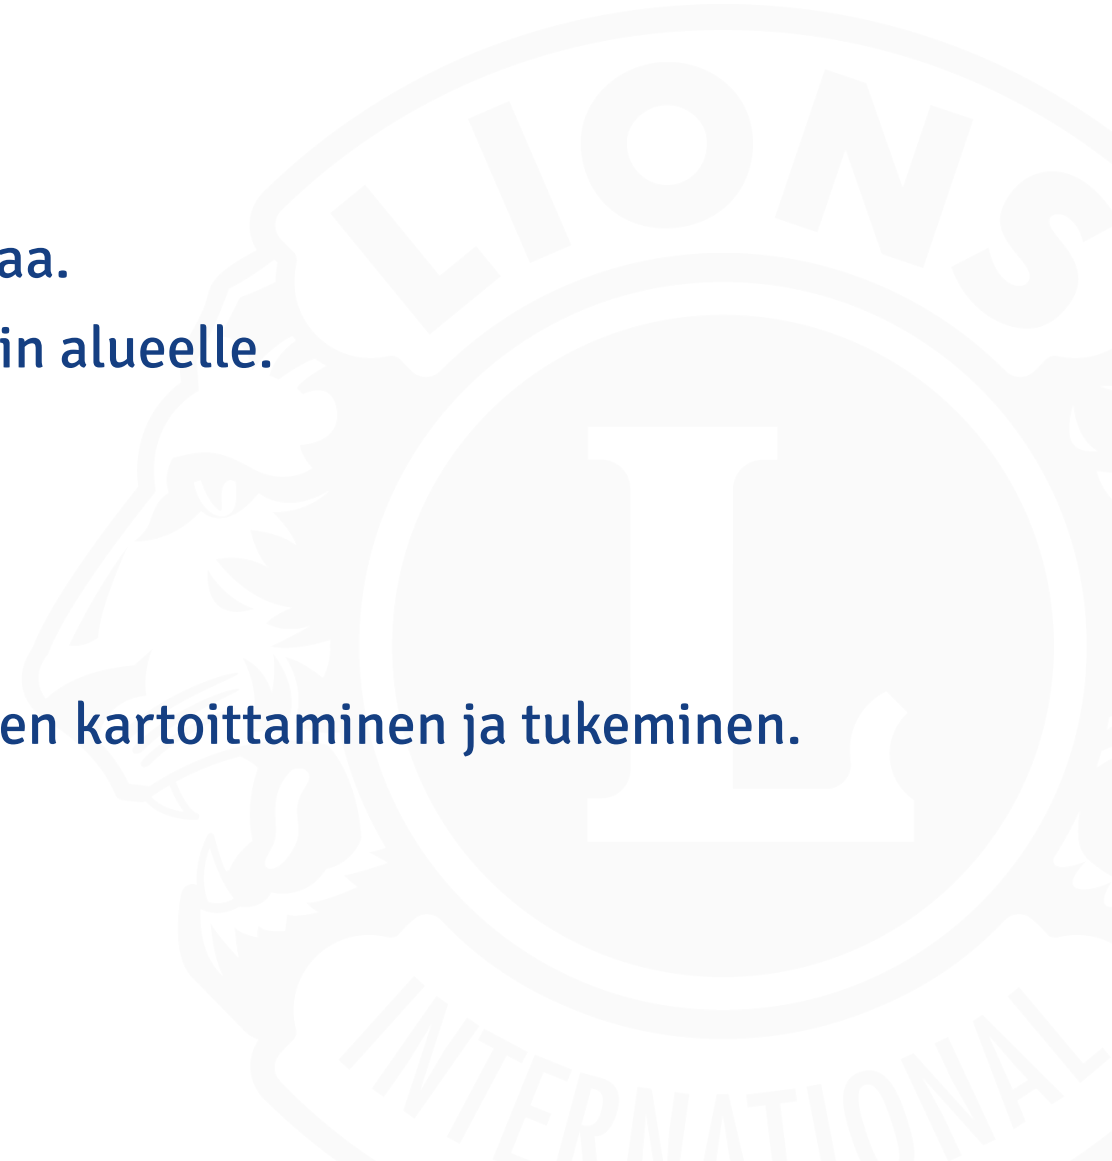 LIONS
aa.
in alueelle.
L
en kartoittaminen ja tukeminen.
INTERNATIONAL